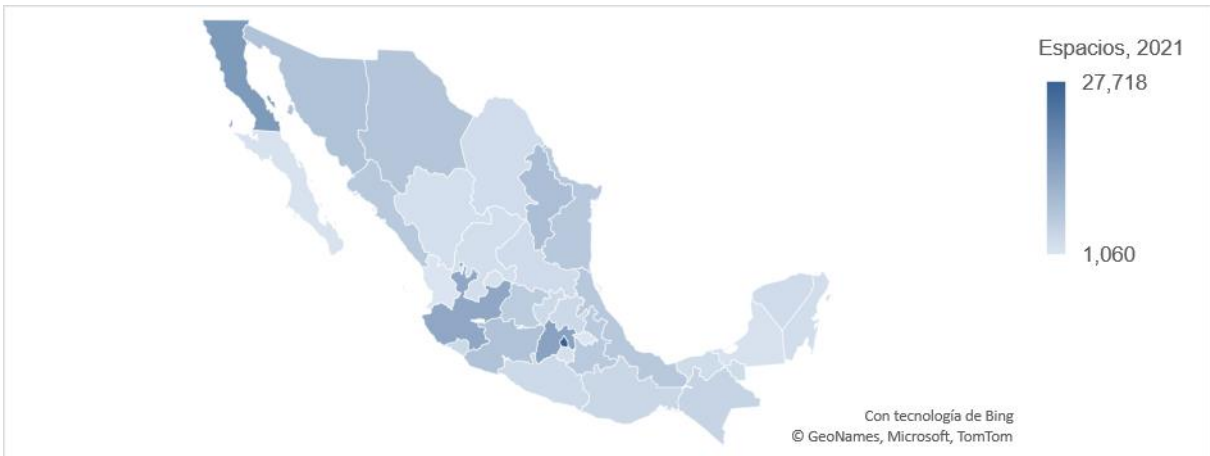 Espacios, 2021
27,718
1,060
Con tecnología de Bing
© GeoNames, Microsoft, TomTom